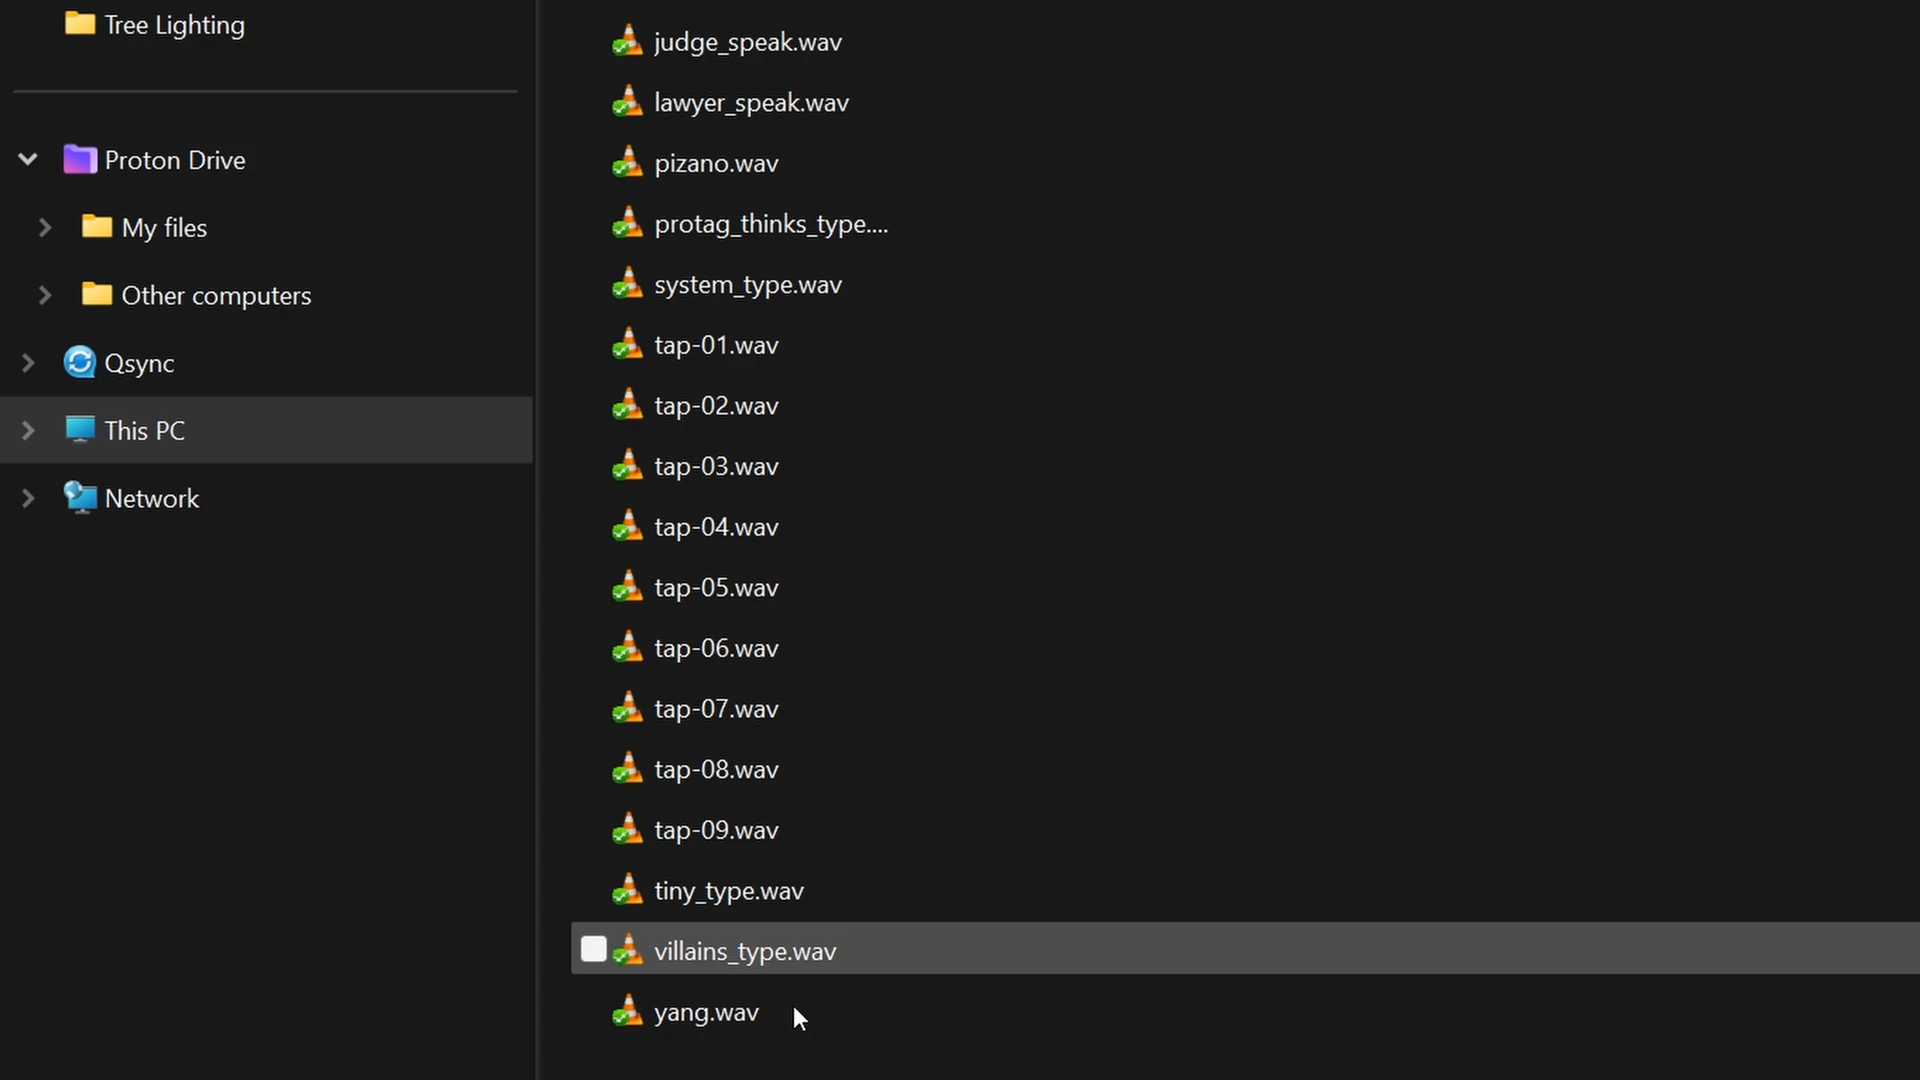 Tree Lighting
Proton Drive
My files
Other computers
Qsync
This PC
Network
judge_speak.wav
lawyer_speak.wav
pizano.wav
protag_thinks_type....
system_type.wav
tap-01.wav
tap-02.wav
tap-03.wav
tap-04.wav
tap-05.wav
tap-06.wav
tap-07.wav
tap-08.wav
tap-09.wav
tiny_type.wav
villains_type.wav
yang.wav